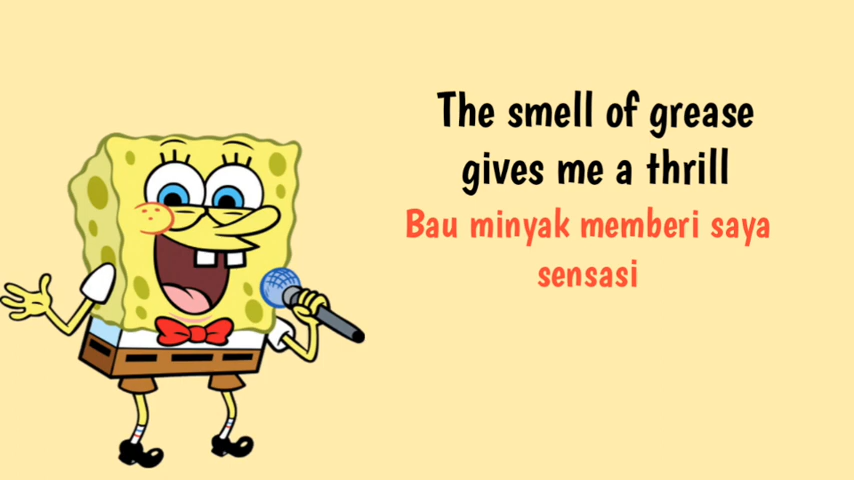 The smell of grease
gives me a thrill
Bau minyak memberi saya
sensasi